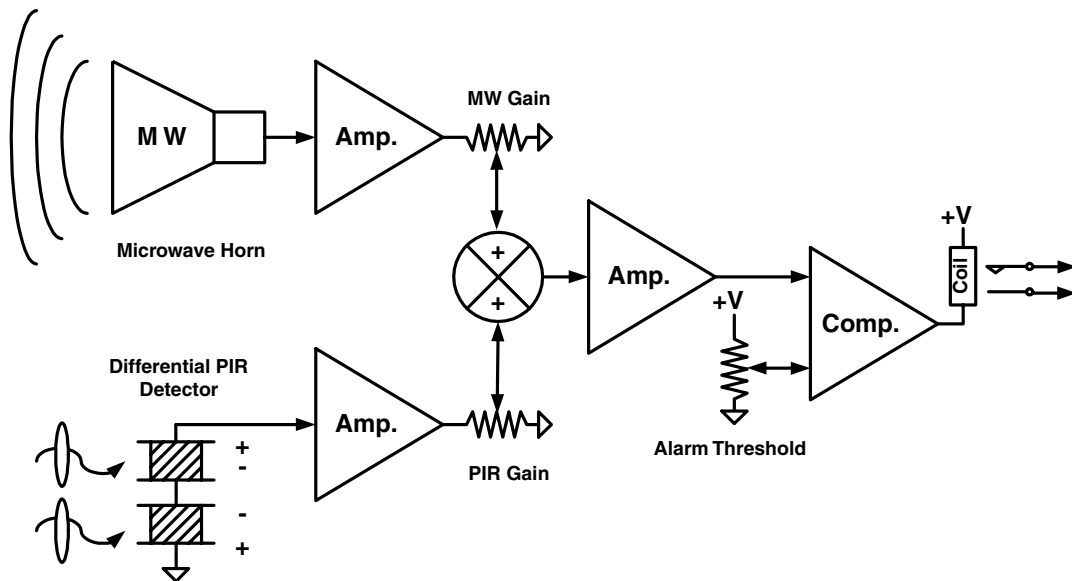 MW Gain
M W
Amp.
Microwave Horn
+
+
Amp.
+V
Coil
+V
Comp.
Differential PIR
Detector
Amp.
Alarm Threshold
PIR Gain
+
-
-
+